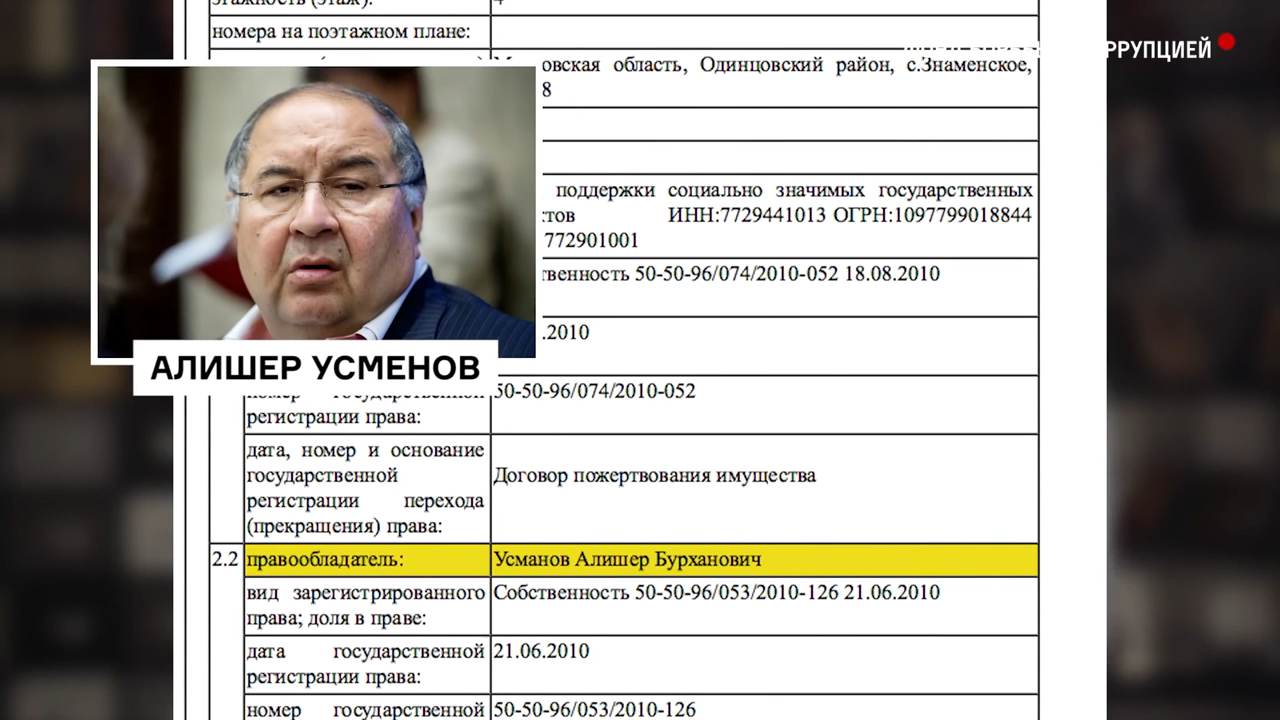 этажность (этаж):
4
номера на поэтажном плане:
РРУПЦИЕЙ
овская область, Одинцовский район, с.Знаменское,
8
поддержки социально значимых государственных
ктов ИНН:7729441013 ОГРН:1097799018844
772901001
твенность 50-50-96/074/2010-052 18.08.2010
.2010
АЛИШЕР УСМЕНОВ
номер государственной
регистрации права:
50-50-96/074/2010-052
дата, номер и основание
государственной
регистрации перехода
(прекращения) права:
Договор пожертвования имущества
2.2 правообладатель: Усманов Алишер Бурханович
вид зарегистрированного
права; доля в праве:
Собственность 50-50-96/053/2010-126 21.06.2010
дата государственной
регистрации права:
21.06.2010
номер государственной
50-50-96/053/2010-126